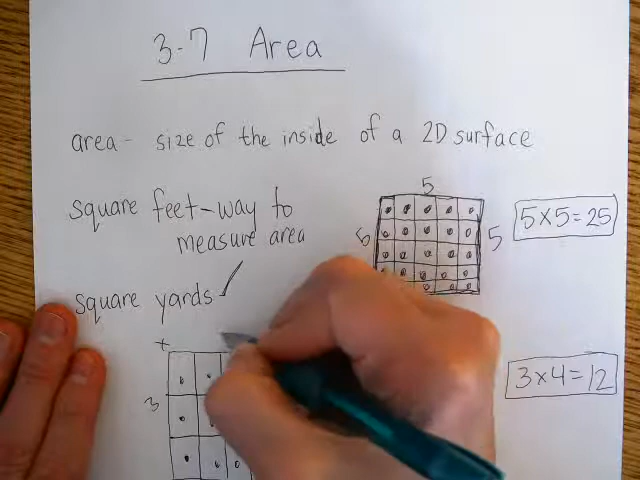 3-7 Area
area - size of the inside of a 2D surface
square feet - way to
measure area
5
5
5x5=25
square yards
3
3x4=12